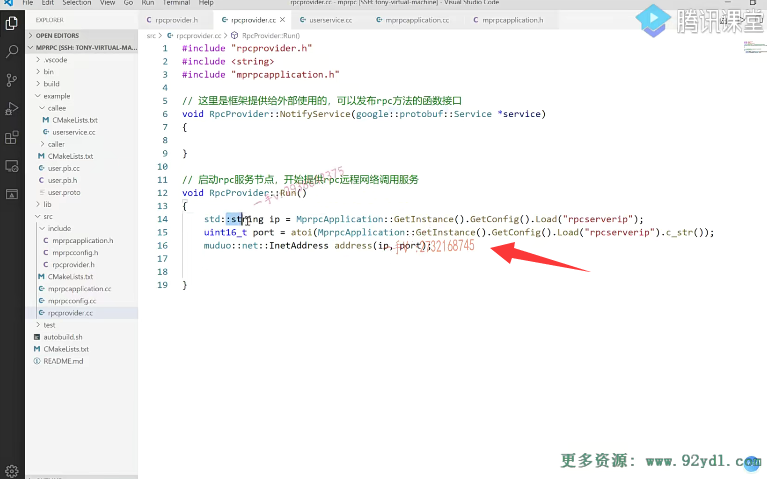 File Edit Selection View Go Run Terminal Help
rpcprovider.cc - mprpc [SSH: tony-virtual-machine] - Visual Studio Code
EXPLORER
OPEN EDITORS
MPRPC [SSH: TONY-VIRTUAL-MA...
.vscode
bin
build
example
callee
CMakeLists.txt
userservice.cc
caller
CMakeLists.txt
user.pb.cc
user.pb.h
user.proto
lib
src
include
mprpcapplication.h
mprpcconfig.h
rpcprovider.h
CMakeLists.txt
mprpcapplication.cc
mprpcconfig.cc
rpcprovider.cc
test
autobuild.sh
CMakeLists.txt
README.md
rpcprovider.h rpcprovider.cc userservice.cc mprpcapplication.cc mprpcapplication.h
腾讯课堂
src > rpcprovider.cc > RpcProvider::Run()
1 #include "rpcprovider.h"
2 #include <string>
3 #include "mprpcapplication.h"
4
5 // 这里是框架提供给外部使用的，可以发布rpc方法的函数接口
6 void RpcProvider::NotifyService(google::protobuf::Service *service)
7 {
8
9 }
10
11 // 启动rpc服务节点，开始提供rpc远程网络调用服务
12 void RpcProvider::Run()
13 {
14 std::string ip = MprpcApplication::GetInstance().GetConfig().Load("rpcserverip");
15 uint16_t port = atoi(MprpcApplication::GetInstance().GetConfig().Load("rpcserverip").c_str());
16 muduo::net::InetAddress address(ip, port);
17
18
19 }
更多资源: www.92ydl.com